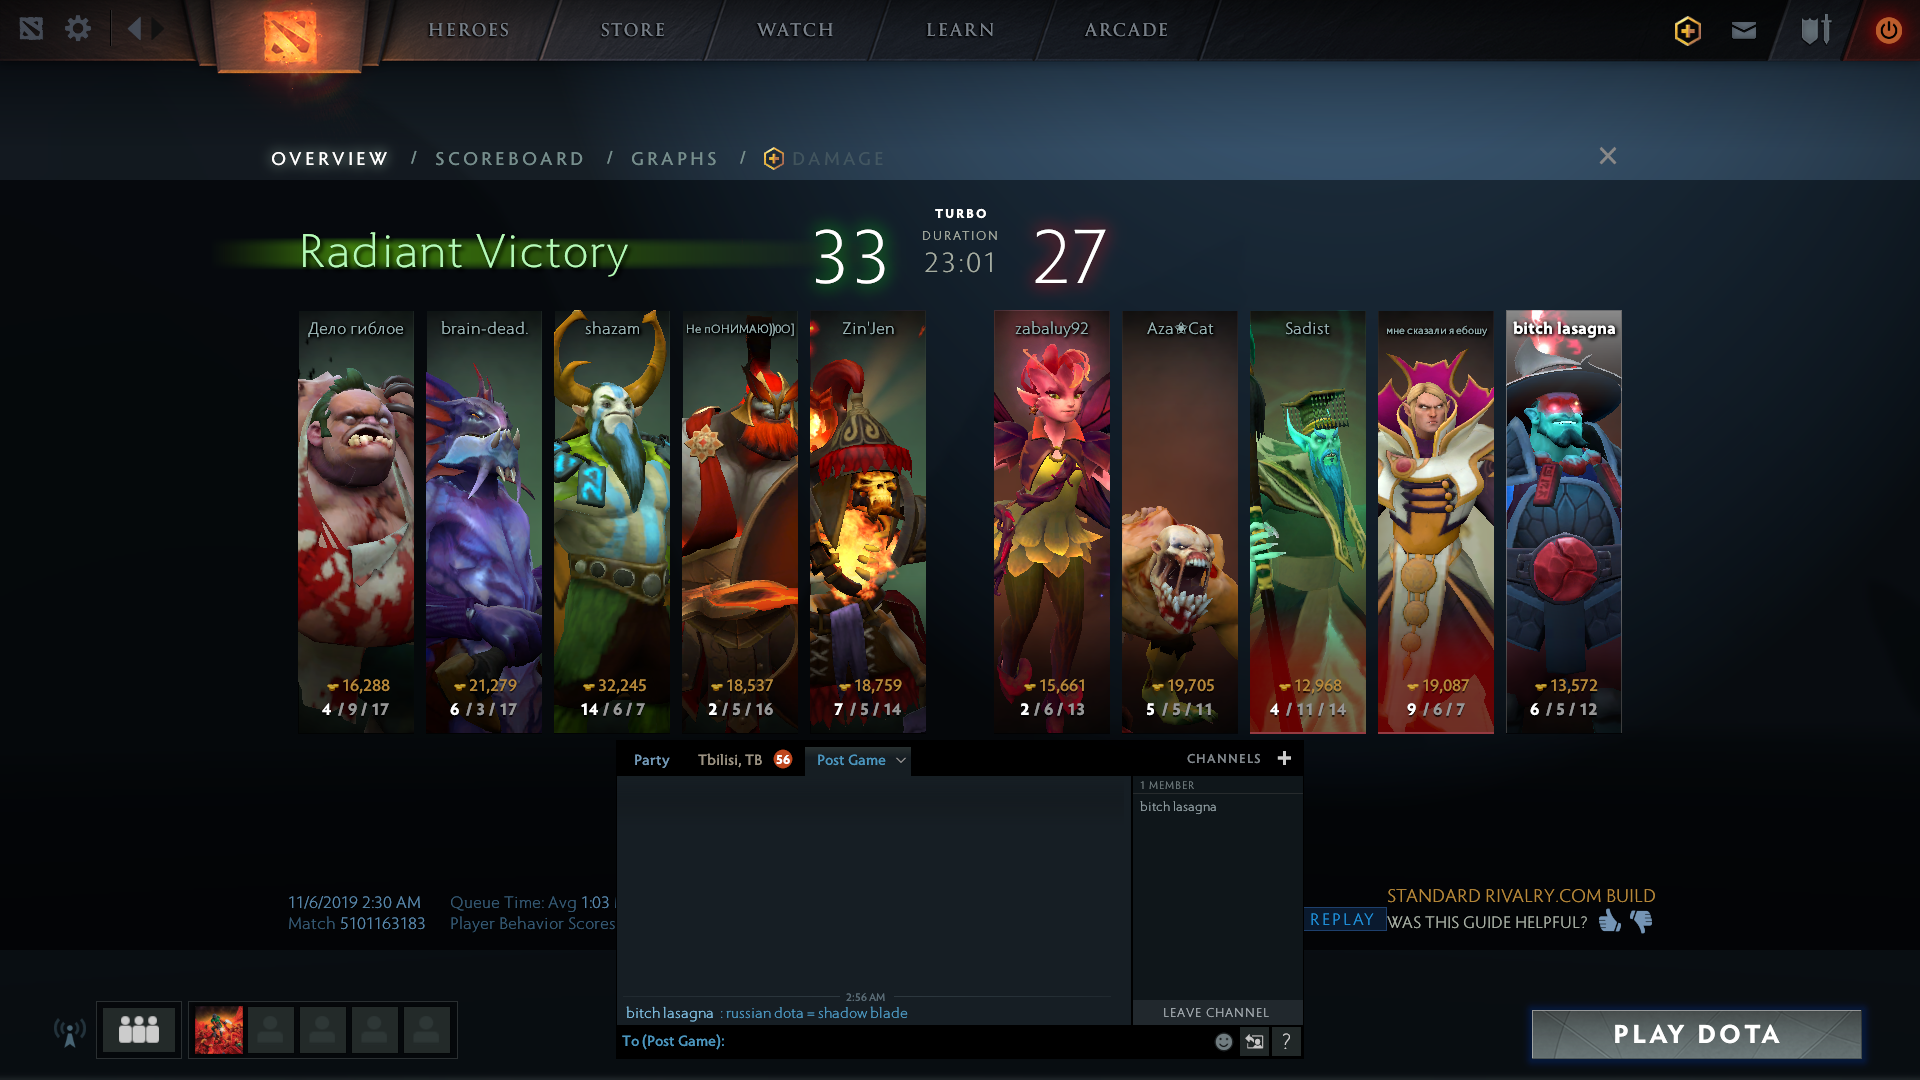 HEROES
STORE
WATCH
LEARN
ARCADE
OVERVIEW / SCOREBOARD / GRAPHS / DAMAGE
Radiant Victory
33
TURBO
DURATION
23:01
27
Дело гиблое
brain-dead.
shazam
Не пОНИМАЮ))0О]
Zin'Jen
zabaluy92
Aza❀Cat
Sadist
мне сказали я ебошу
bitch lasagna
16,288
21,279
32,245
18,537
18,759
15,661
19,705
12,968
19,087
13,572
4 / 9 / 17
6 / 3 / 17
14 / 6 / 7
2 / 5 / 16
7 / 5 / 14
2 / 6 / 13
5 / 5 / 11
4 / 11 / 14
9 / 6 / 7
6 / 5 / 12
Party
Tbilisi, TB 56
Post Game
CHANNELS
1 MEMBER
bitch lasagna
11/6/2019 2:30 AM
Queue Time: Avg 1:03
Match 5101163183
Player Behavior Scores
REPLAY
STANDARD RIVALRY.COM BUILD
WAS THIS GUIDE HELPFUL?
2:56 AM
bitch lasagna : russian dota = shadow blade
LEAVE CHANNEL
To (Post Game):
?
PLAY DOTA